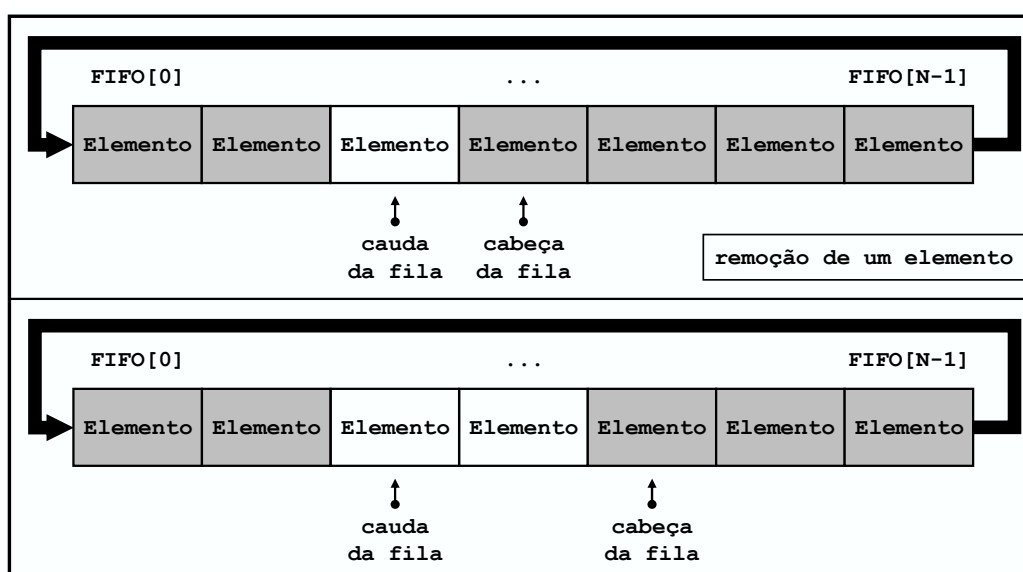 FIFO[0] ... FIFO[N-1]
Elemento Elemento Elemento Elemento Elemento Elemento Elemento
cauda cabeça
da fila da fila
remoção de um elemento
FIFO[0] ... FIFO[N-1]
Elemento Elemento Elemento Elemento Elemento Elemento Elemento
cauda cabeça
da fila da fila